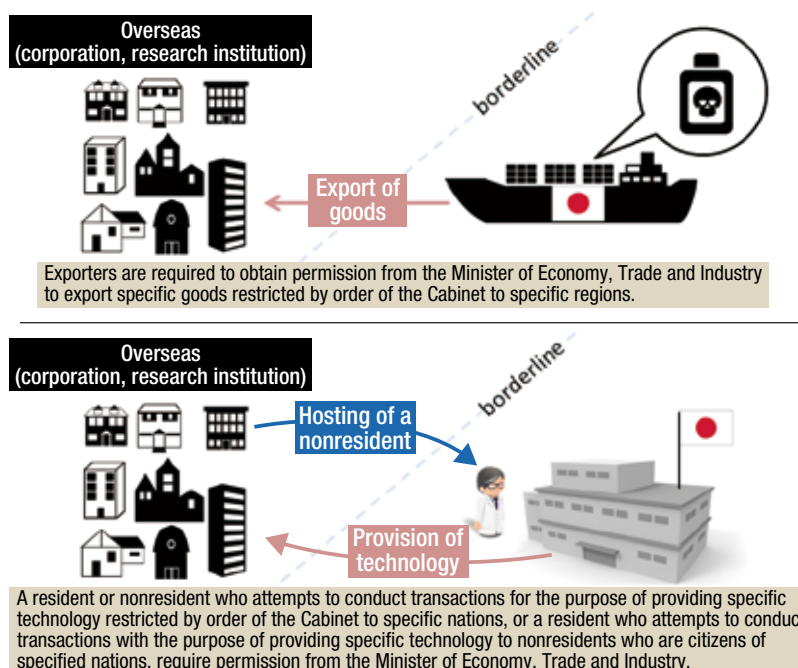 Overseas
(corporation, research institution)
borderline
Export of
goods
Exporters are required to obtain permission from the Minister of Economy, Trade and Industry
to export specific goods restricted by order of the Cabinet to specific regions.
Overseas
(corporation, research institution)
borderline
Hosting of a
nonresident
Provision of
technology
A resident or nonresident who attempts to conduct transactions for the purpose of providing specific
technology restricted by order of the Cabinet to specific nations, or a resident who attempts to conduct
transactions with the purpose of providing specific technology to nonresidents who are citizens of
specified nations, require permission from the Minister of Economy, Trade and Industry.